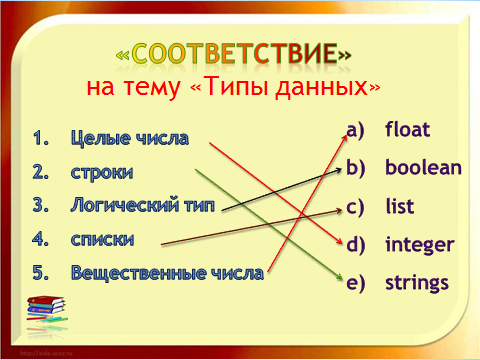 «СООТВЕТСТВИЕ»
на тему «Типы данных»
1. Целые числа
2. строки
3. Логический тип
4. списки
5. Вещественные числа
a) float
b) boolean
c) list
d) integer
e) strings